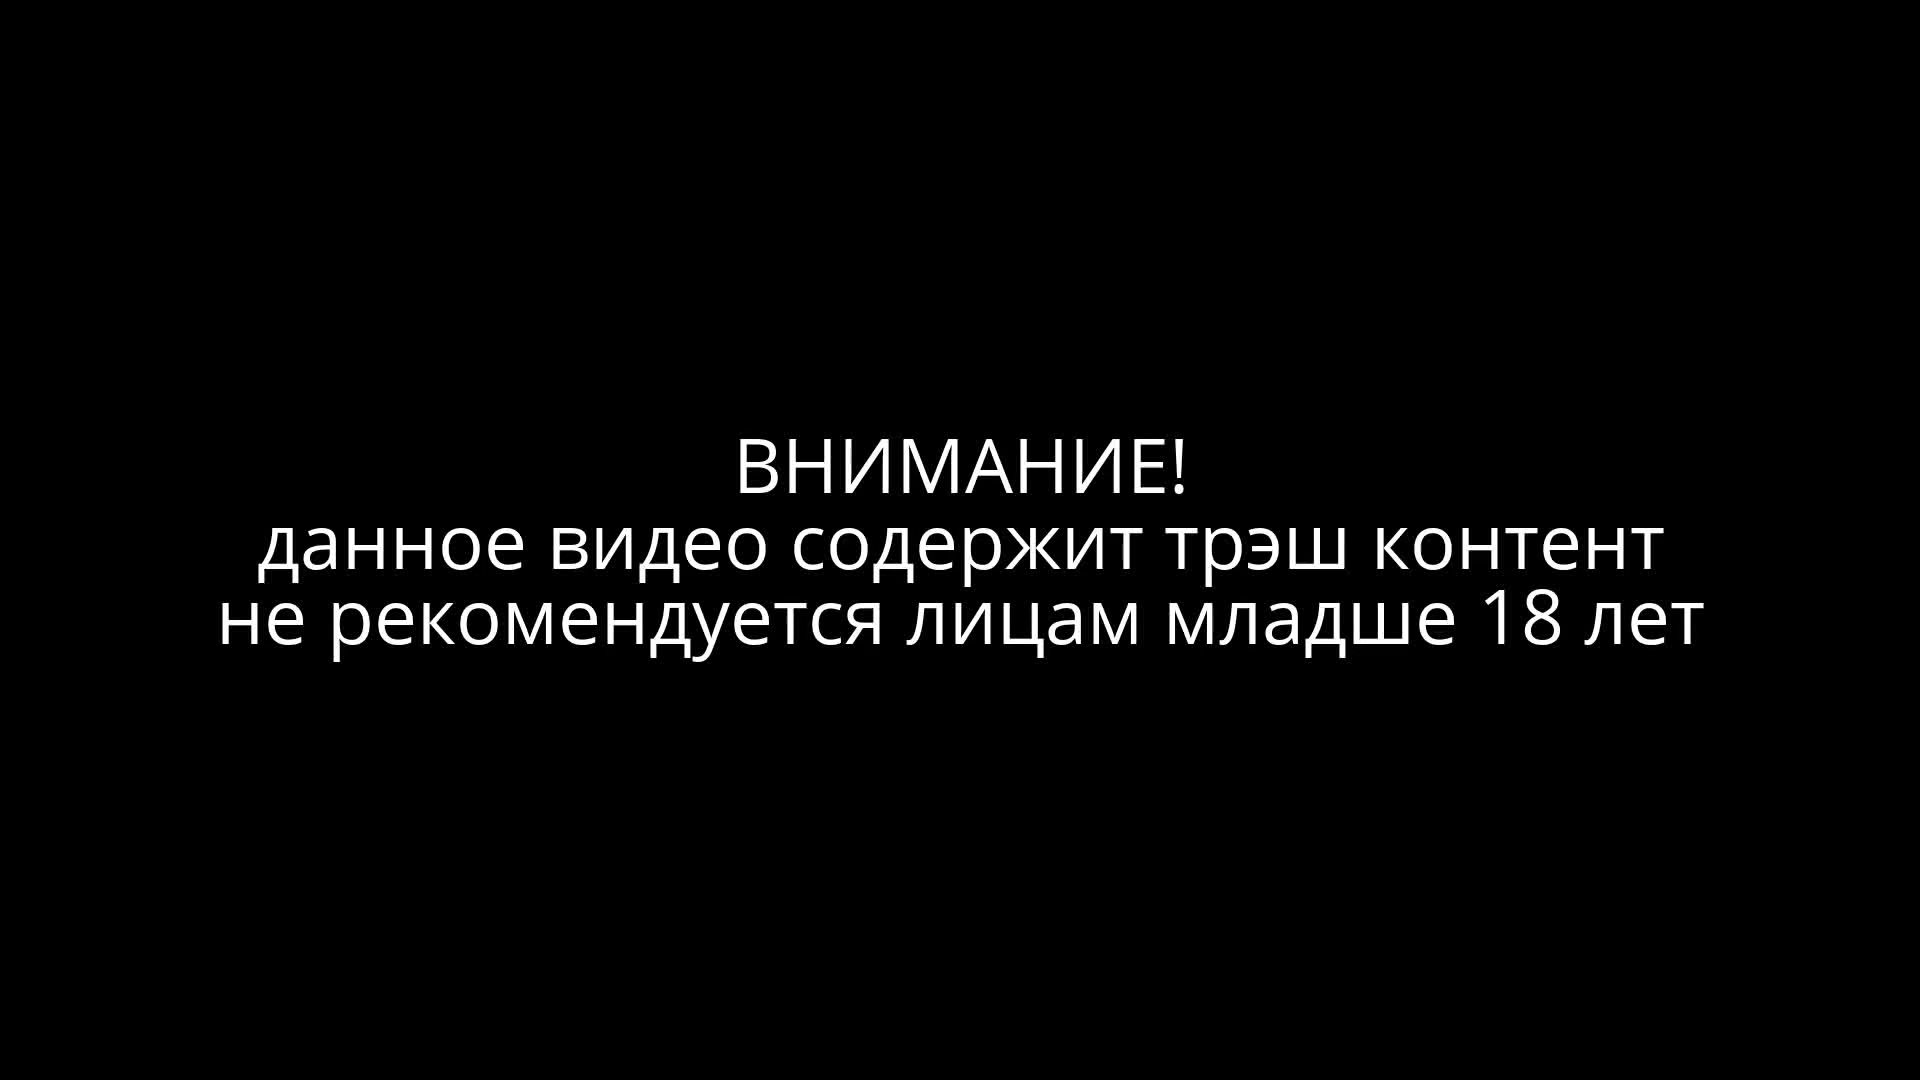 ВНИМАНИЕ!
данное видео содержит трэш контент
не рекомендуется лицам младше 18 лет